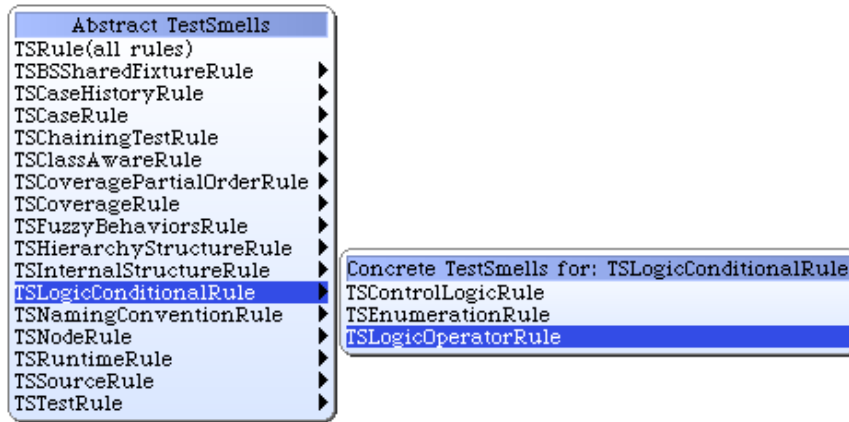 Abstract TestSmells
TSRule(all rules)
TSBSSharedFixtureRule
TSCaseHistoryRule
TSCaseRule
TSChainingTestRule
TSClassAwareRule
TSCoveragePartialOrderRule
TSCoverageRule
TSFuzzyBehaviorsRule
TSHierarchyStructureRule
TSInternalStructureRule
TSLogicConditionalRule
TSNamingConventionRule
TSNodeRule
TSRuntimeRule
TSSourceRule
TSTestRule
Concrete TestSmells for: TSLogicConditionalRule
TSControlLogicRule
TSEnumerationRule
TSLogicOperatorRule